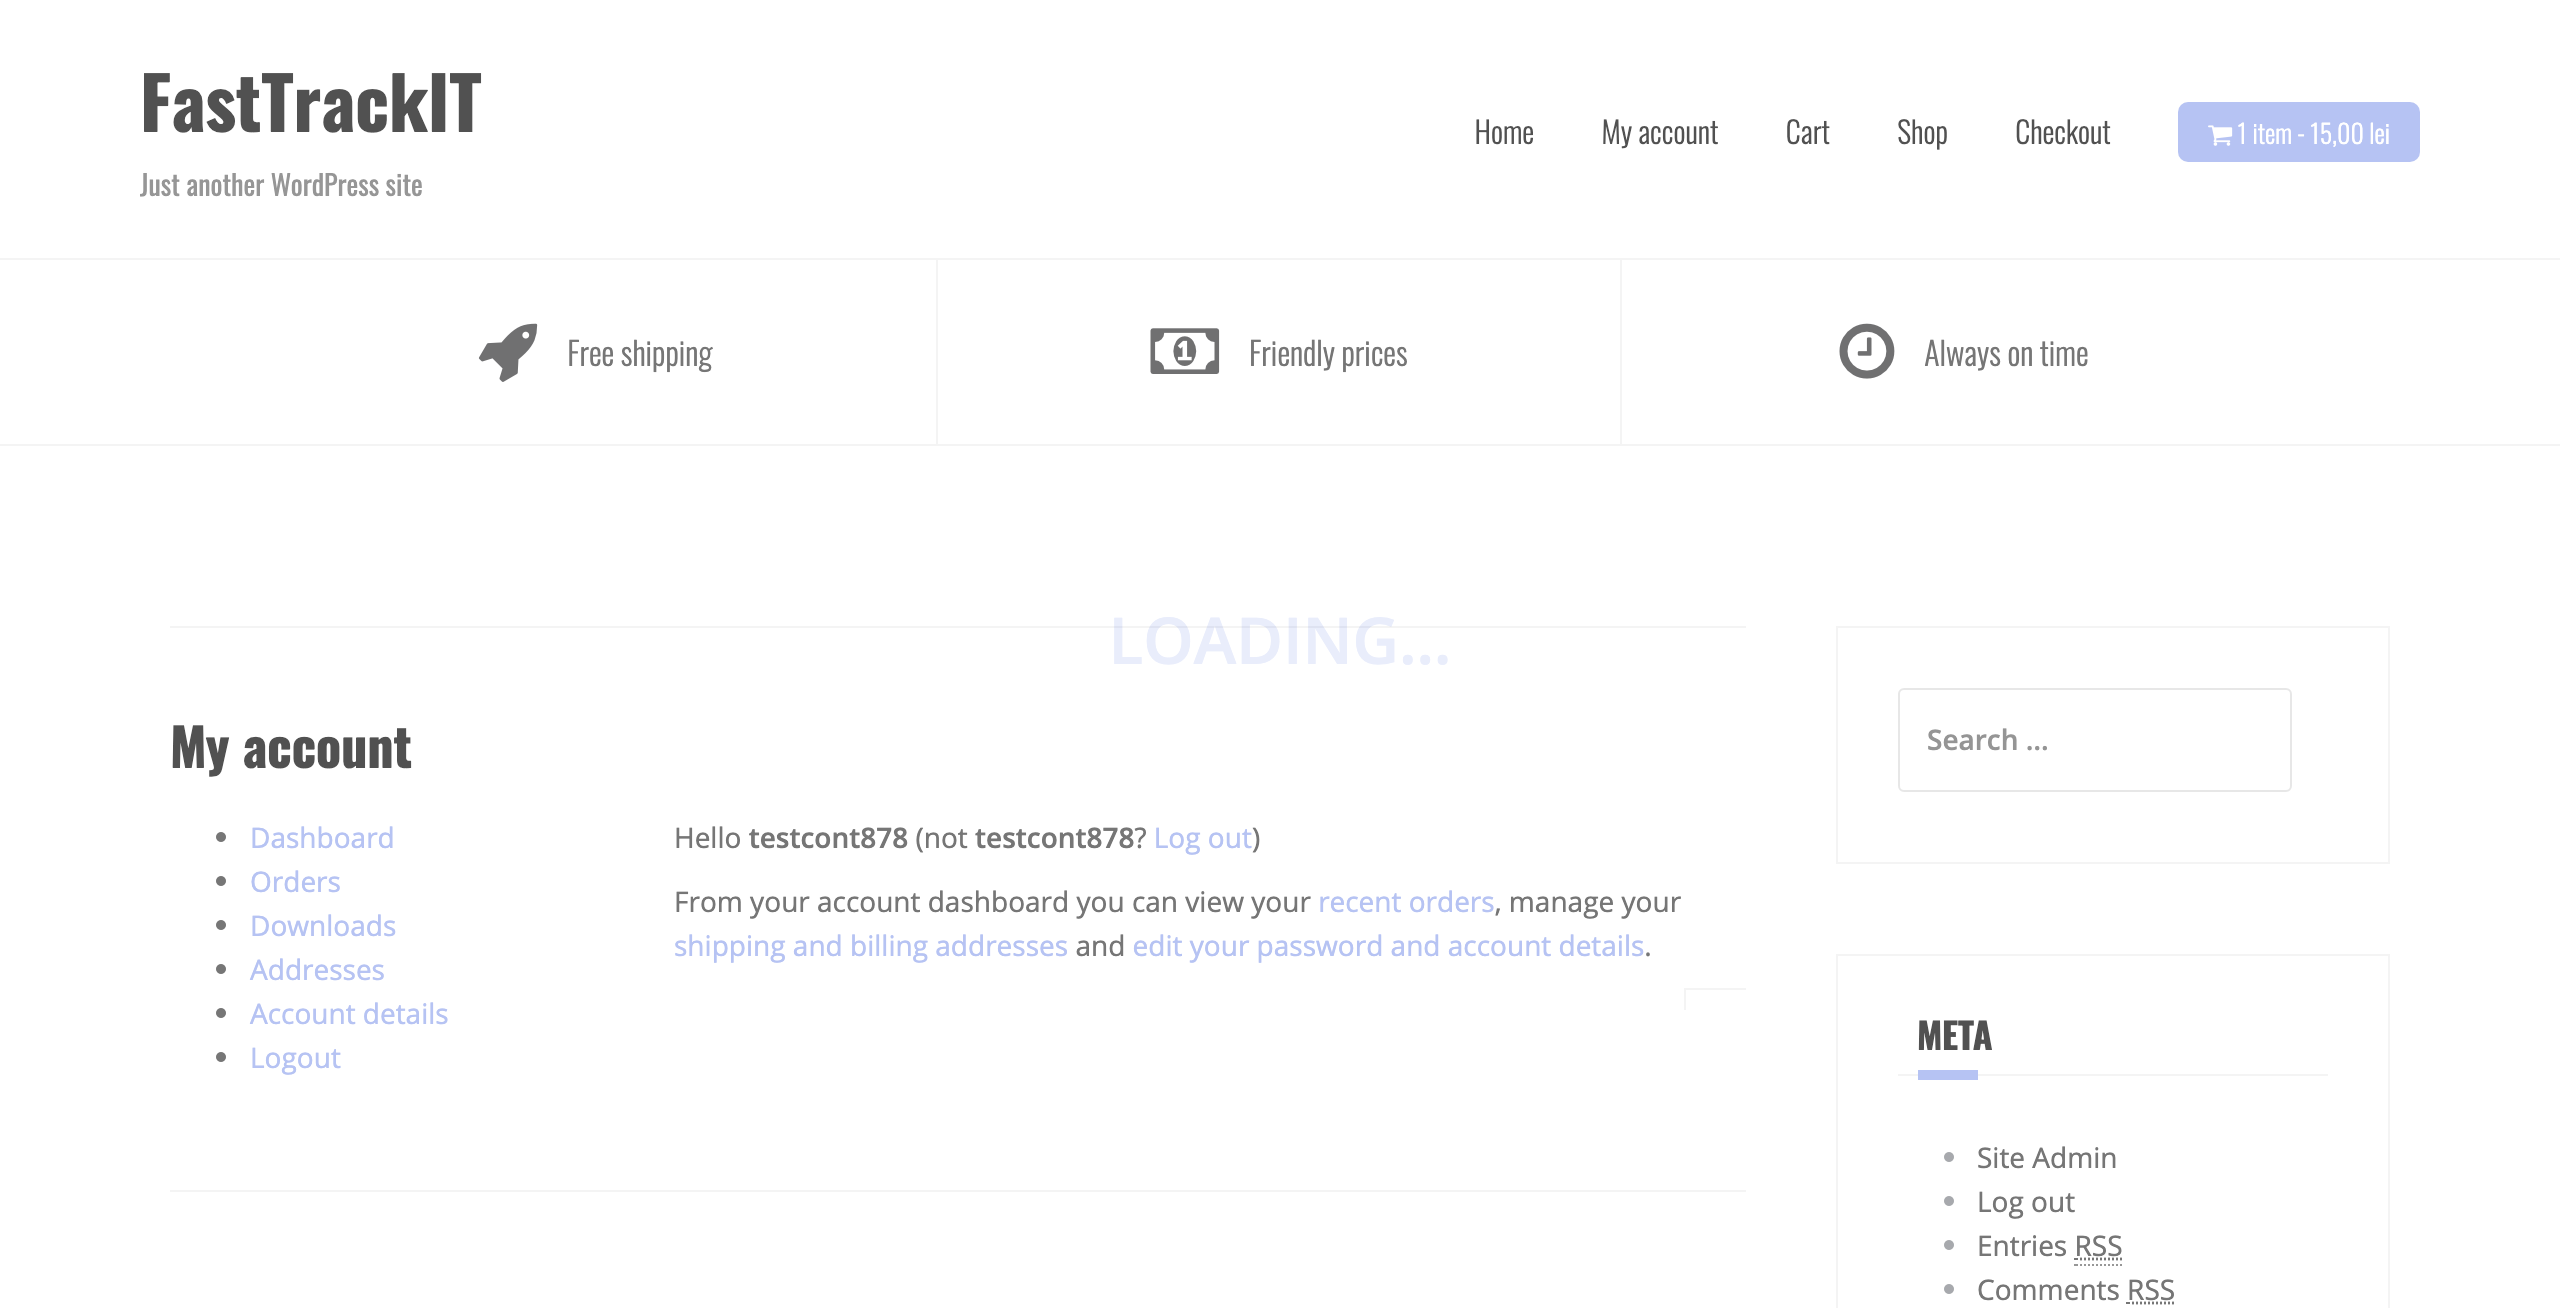 FastTrackIT
Just another WordPress site
Home My account Cart Shop Checkout 1 item - 15,00 lei
Free shipping Friendly prices Always on time
LOADING...
Search ...
My account
Dashboard
Orders
Downloads
Addresses
Account details
Logout
Hello testcont878 (not testcont878? Log out)
From your account dashboard you can view your recent orders, manage your
shipping and billing addresses and edit your password and account details.
META
Site Admin
Log out
Entries RSS
Comments RSS